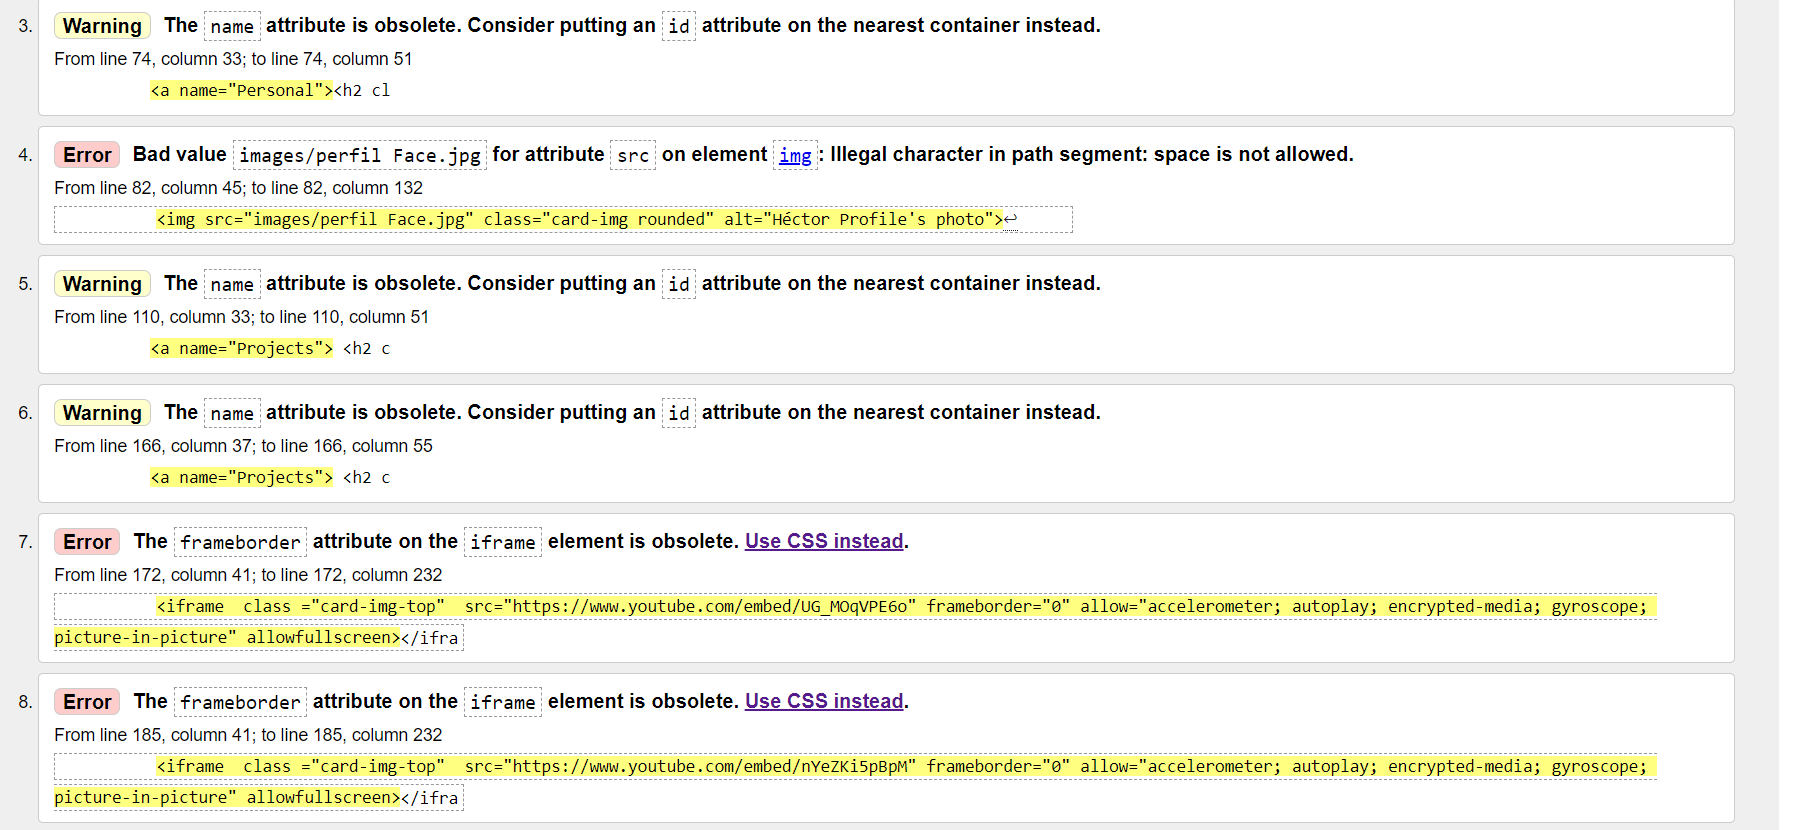 3. Warning The name attribute is obsolete. Consider putting an id attribute on the nearest container instead.
From line 74, column 33; to line 74, column 51
<a name="Personal"><h2 cl
4. Error Bad value images/perfil Face.jpg for attribute src on element img: Illegal character in path segment: space is not allowed.
From line 82, column 45; to line 82, column 132
<img src="images/perfil Face.jpg" class="card-img rounded" alt="Héctor Profile's photo">↩
5. Warning The name attribute is obsolete. Consider putting an id attribute on the nearest container instead.
From line 110, column 33; to line 110, column 51
<a name="Projects"> <h2 c
6. Warning The name attribute is obsolete. Consider putting an id attribute on the nearest container instead.
From line 166, column 37; to line 166, column 55
<a name="Projects"> <h2 c
7. Error The frameborder attribute on the iframe element is obsolete. Use CSS instead.
From line 172, column 41; to line 172, column 232
<iframe  class ="card-img-top"  src="https://www.youtube.com/embed/UG_MOqVPE6o" frameborder="0" allow="accelerometer; autoplay; encrypted-media; gyroscope;
picture-in-picture" allowfullscreen></ifra
8. Error The frameborder attribute on the iframe element is obsolete. Use CSS instead.
From line 185, column 41; to line 185, column 232
<iframe  class ="card-img-top"  src="https://www.youtube.com/embed/nYeZKi5pBpM" frameborder="0" allow="accelerometer; autoplay; encrypted-media; gyroscope;
picture-in-picture" allowfullscreen></ifra